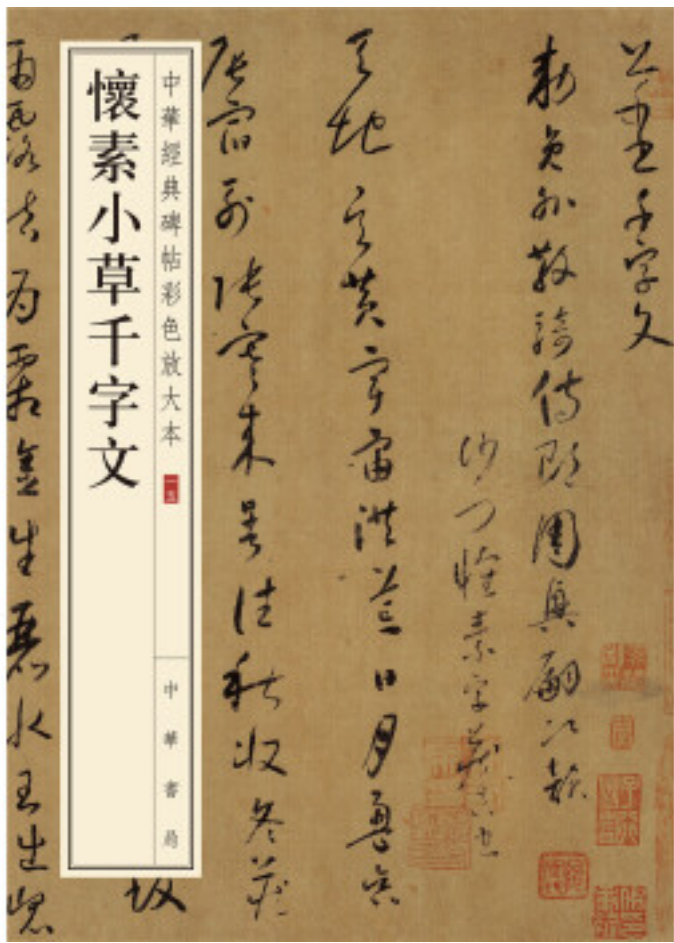 千字文
勅員外散騎侍郎周興嗣次韻
沙門懷素字藏真書
天地玄黃宇宙洪荒日月盈昃
辰宿列張寒來暑往秋收冬藏
中華經典碑帖彩色放大本
中華書局
懷素小草千字文
致
雨露結為霜金生麗水玉出崐